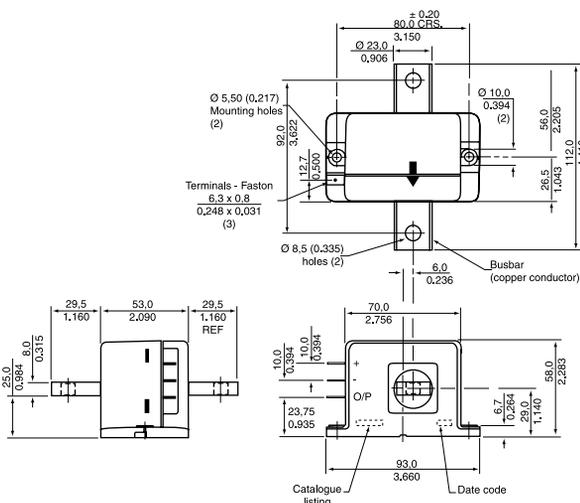 ± 0.20
80,0 CRS.
3.150
Ø 23,0
0.906
Ø 5,50 (0.217)
Mounting holes
(2)
Ø 10,0
0.394
(2)
92,0
3.622
56,0
2.205
112,0
12,7
0.500
26,5
1.043
Terminals - Faston
6,3 x 0,8
0.248 x 0.031
(3)
Ø 8,5 (0.335)
holes (2)
Busbar
(copper conductor)
6,0
0.236
29,5
1.160
53,0
2.090
29,5
1.160
REF
8,0
0.315
25,0
0.984
70,0
2.756
10,0
0.394
10,0
0.394
+
-
O/P
23,75
0.935
58,0
2,283
6,7
0.264
29,0
1.140
93,0
3.660
Catalogue
listing
Date code